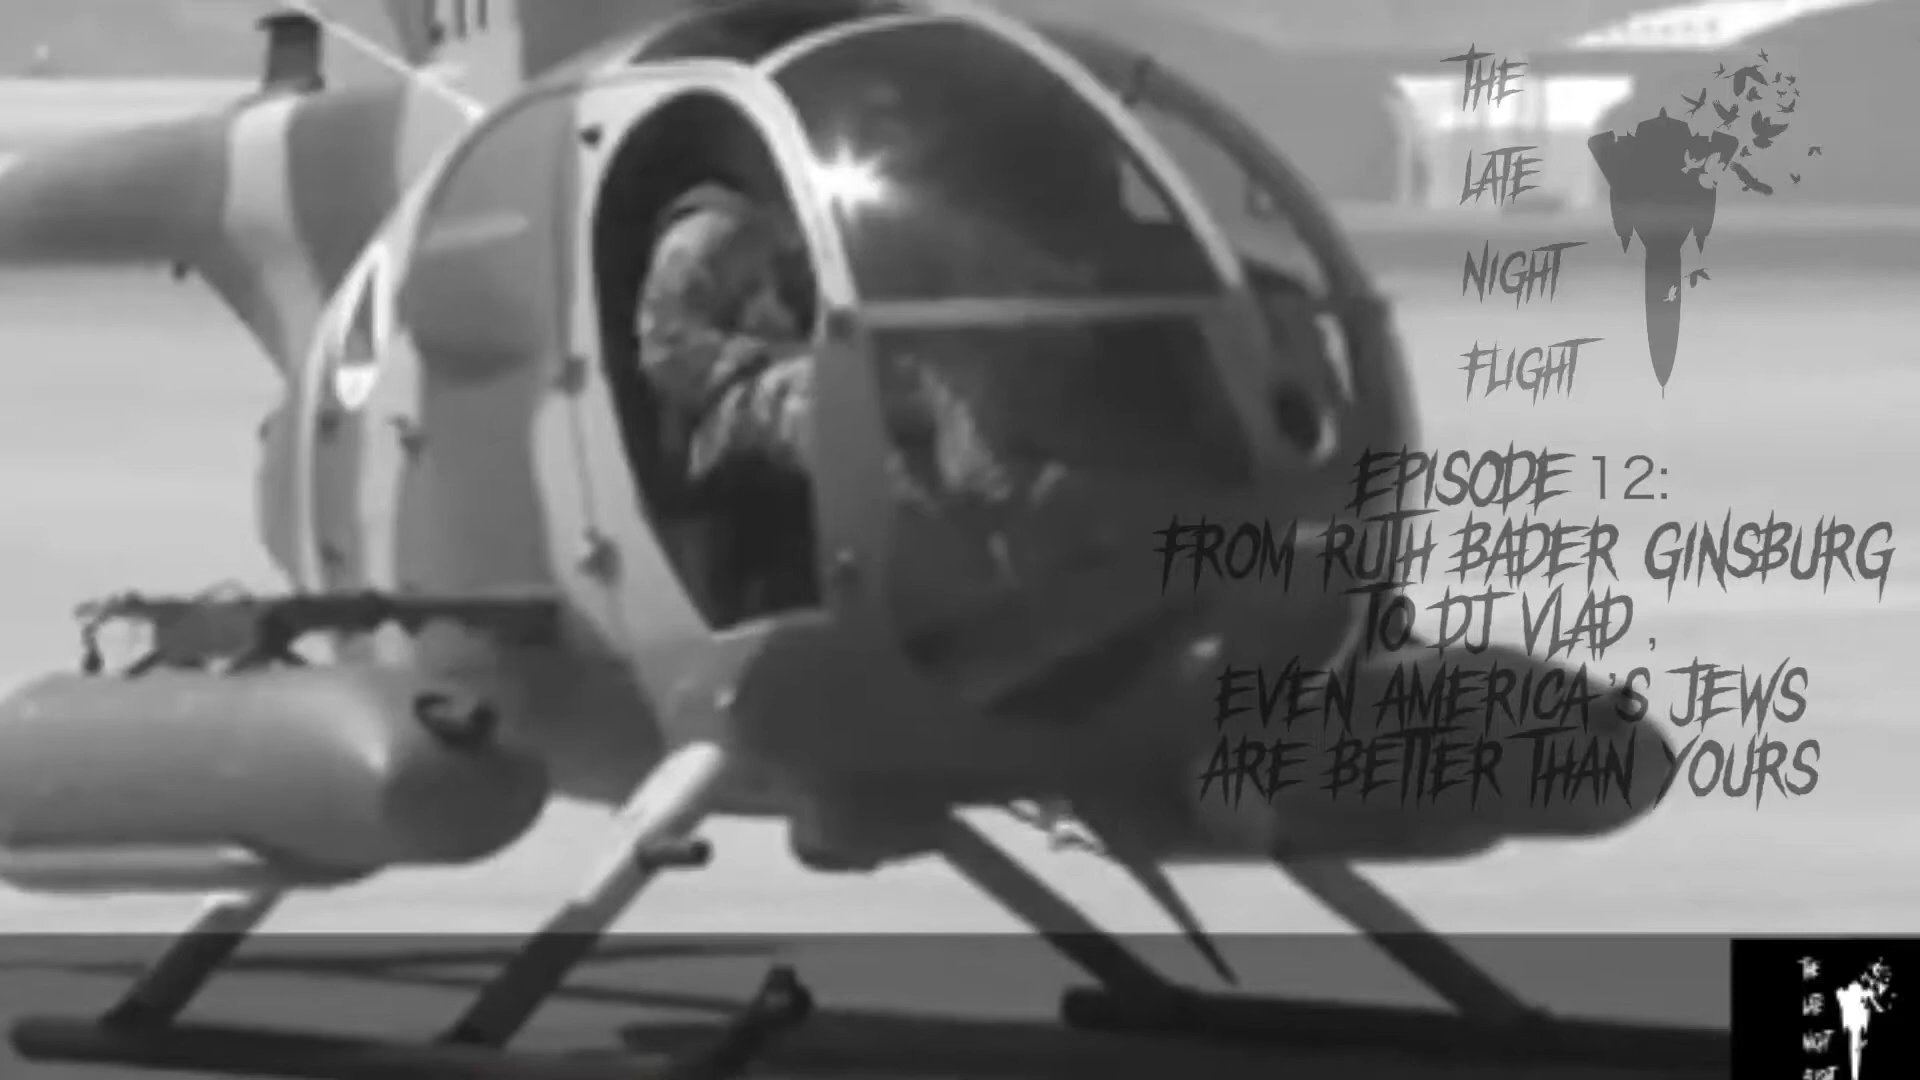 THE
LATE
NIGHT
FLIGHT
EPISODE 12:
FROM RUTH BADER GINSBURG
TO DJ VLAD,
EVEN AMERICA'S JEWS
ARE BETTER THAN YOURS
THE